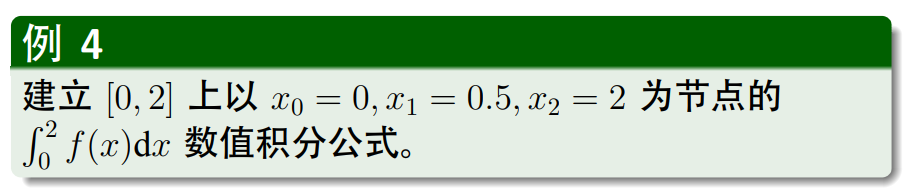 例 4
建立 [0, 2] 上以 x₀ = 0, x₁ = 0.5, x₂ = 2 为节点的
∫₀² f(x)dx 数值积分公式。